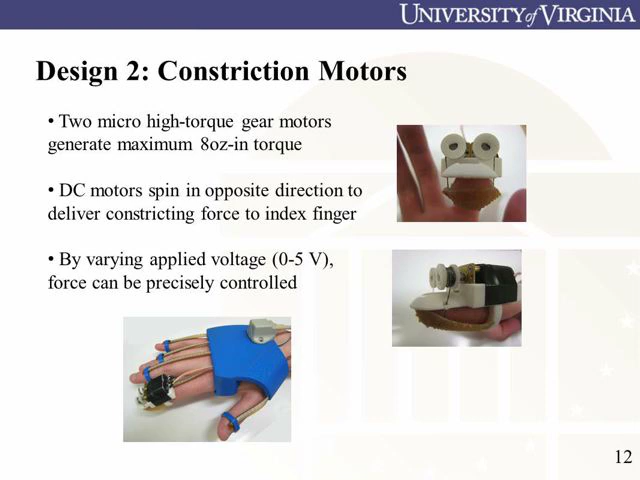 UNIVERSITY of VIRGINIA
Design 2: Constriction Motors
• Two micro high-torque gear motors
generate maximum 8oz-in torque
• DC motors spin in opposite direction to
deliver constricting force to index finger
• By varying applied voltage (0-5 V),
force can be precisely controlled
12